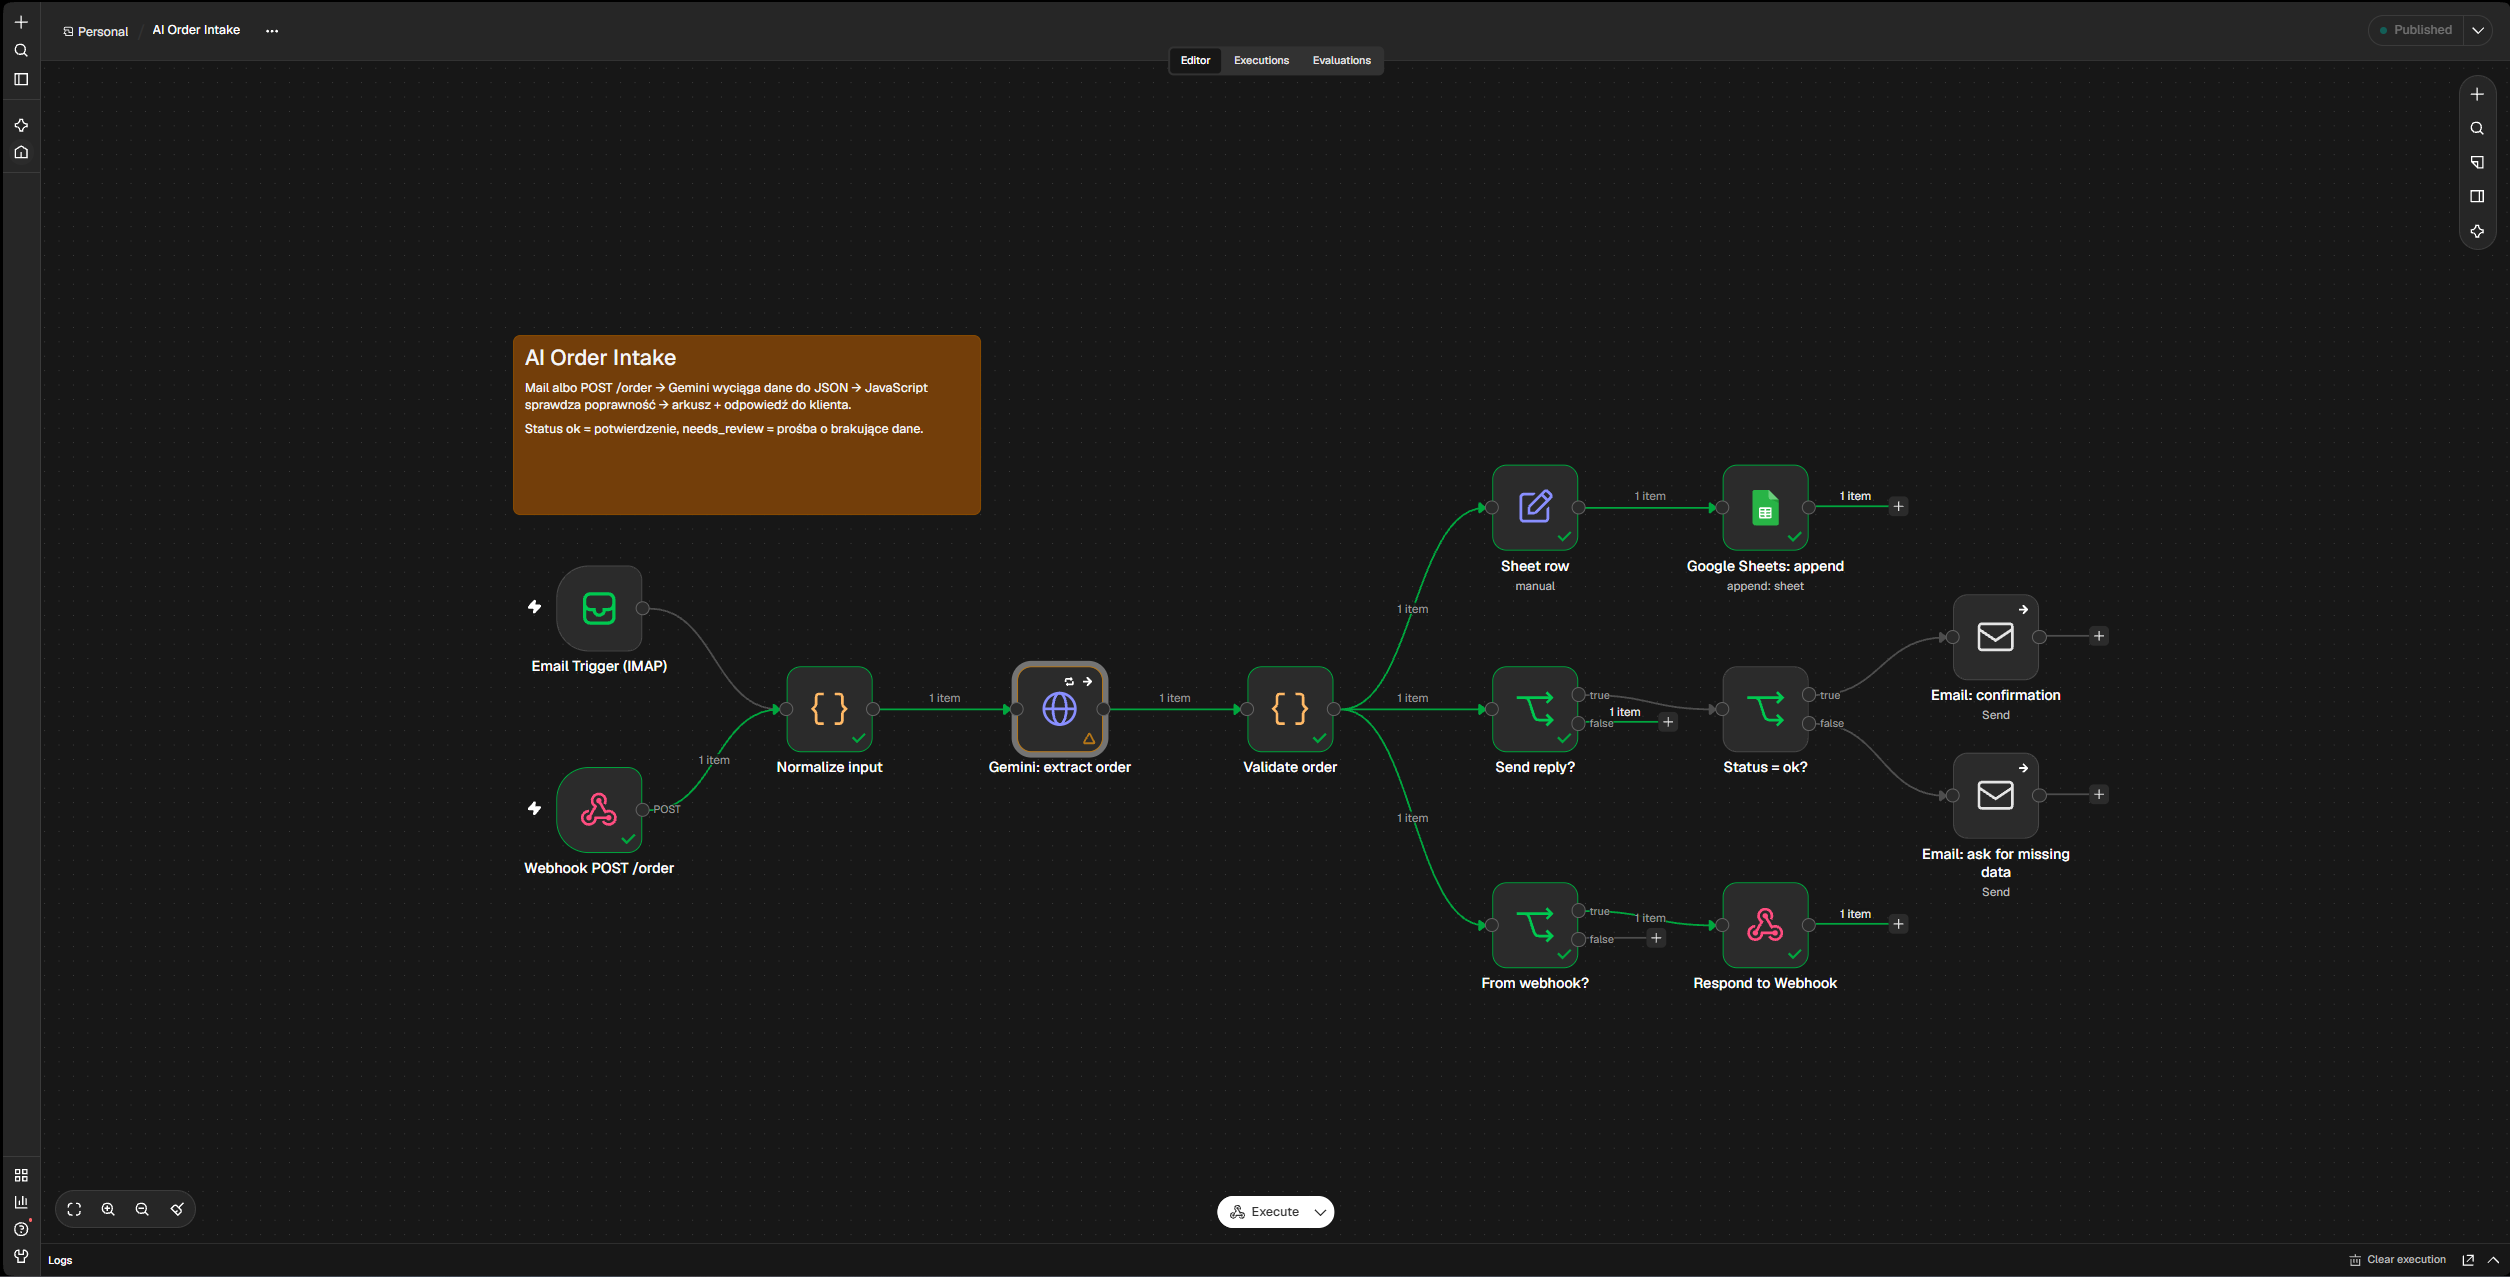 Personal / AI Order Intake
Published
Editor Executions Evaluations
AI Order Intake
Mail albo POST /order → Gemini wyciąga dane do JSON → JavaScript
sprawdza poprawność → arkusz + odpowiedź do klienta.
Status ok = potwierdzenie, needs_review = prośba o brakujące dane.
1 item
1 item
Sheet row
manual
Google Sheets: append
append: sheet
1 item
Email Trigger (IMAP)
1 item
1 item
1 item
true
1 item
false
true
false
Email: confirmation
Send
1 item
POST
Normalize input
Gemini: extract order
Validate order
Send reply?
Status = ok?
Webhook POST /order
1 item
Email: ask for missing
data
Send
true
1 item
false
1 item
From webhook?
Respond to Webhook
Execute
Logs
Clear execution